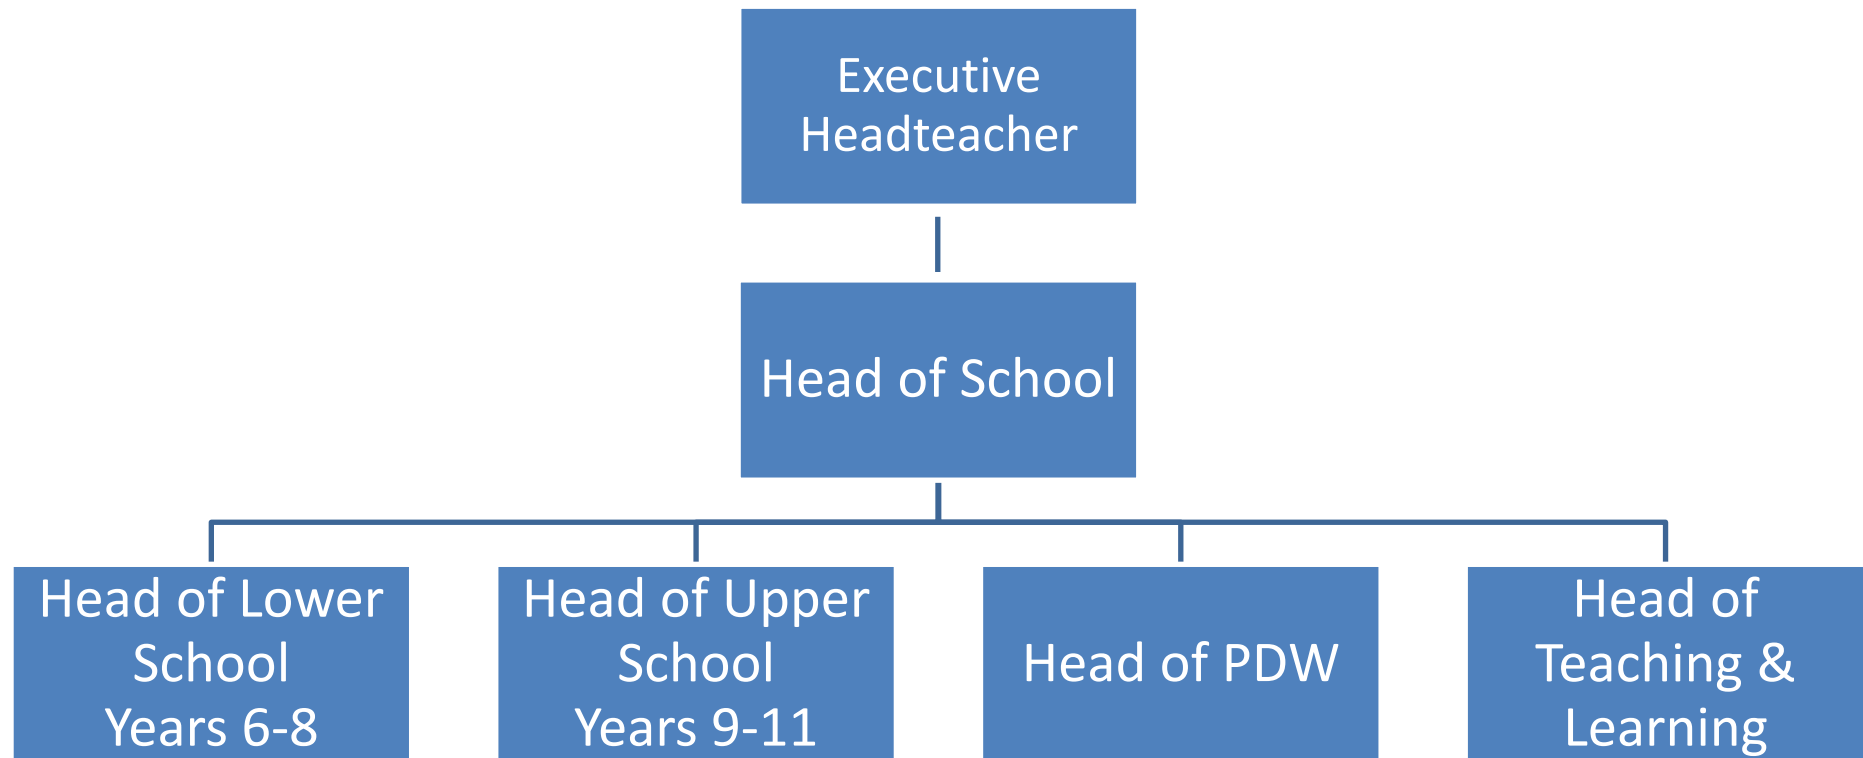 Executive
Headteacher
Head of School
Head of Lower
School
Years 6-8
Head of Upper
School
Years 9-11
Head of PDW
Head of
Teaching &
Learning